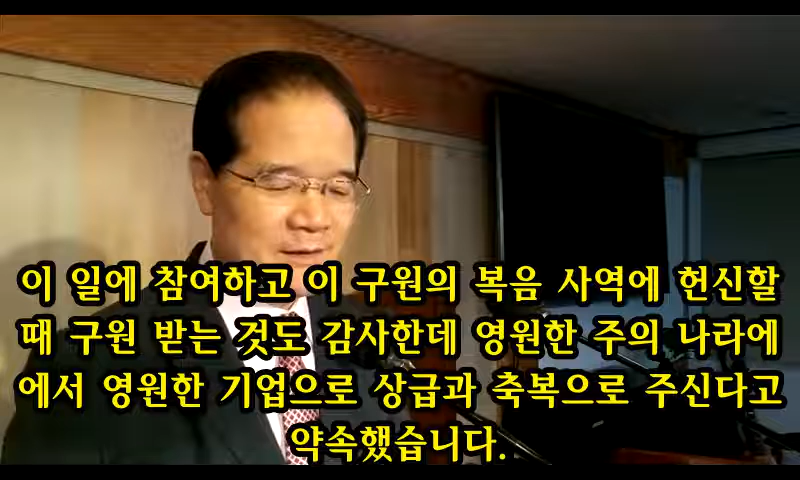 이 일에 참여하고 이 구원의 복음 사역에 헌신할
때 구원 받는 것도 감사한데 영원한 주의 나라에
에서 영원한 기업으로 상급과 축복으로 주신다고
약속했습니다.